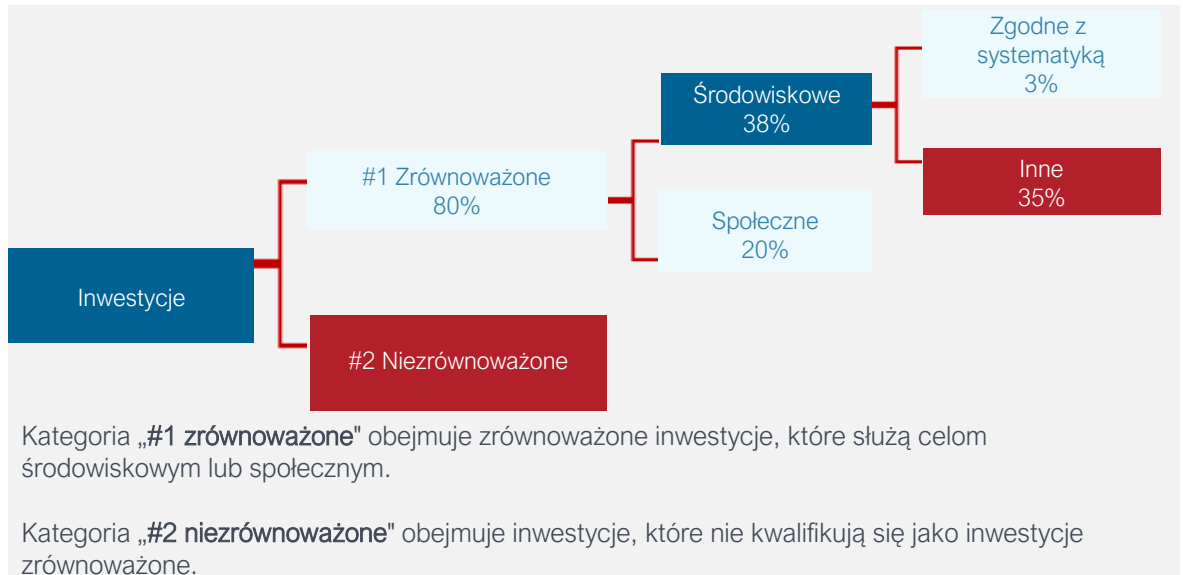 Zgodne z
systematyką
3%
Środowiskowe
38%
Inne
35%
#1 Zrównoważone
80%
Społeczne
20%
Inwestycje
#2 Niezrównoważone
Kategoria „#1 zrównoważone" obejmuje zrównoważone inwestycje, które służą celom
środowiskowym lub społecznym.
Kategoria „#2 niezrównoważone" obejmuje inwestycje, które nie kwalifikują się jako inwestycje
zrównoważone.